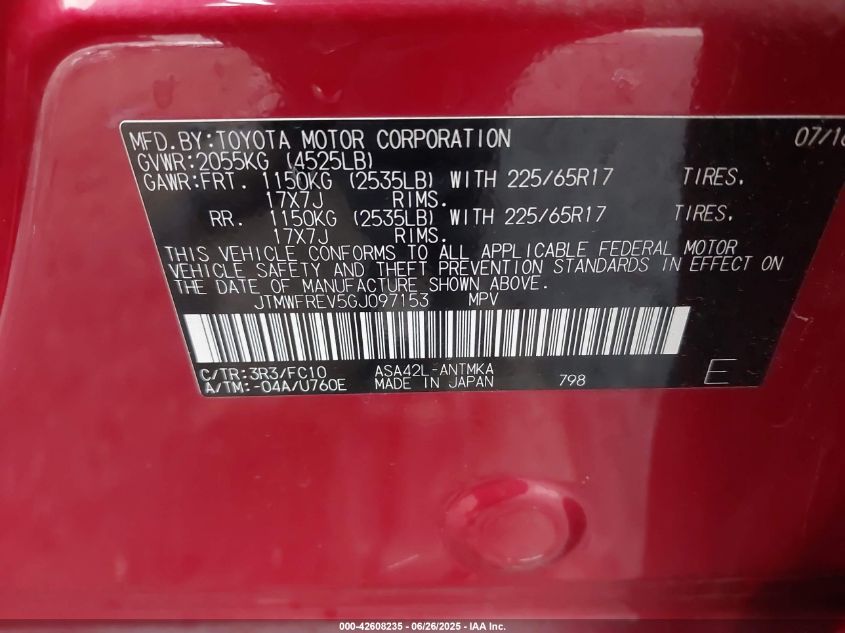 MFD.BY:TOYOTA MOTOR CORPORATION 07/16
GVWR:2055KG (4525LB)
GAWR:FRT. 1150KG (2535LB) WITH 225/65R17 TIRES.
17X7J RIMS.
RR. 1150KG (2535LB) WITH 225/65R17 TIRES.
17X7J RIMS.
THIS VEHICLE CONFORMS TO ALL APPLICABLE FEDERAL MOTOR
VEHICLE SAFETY AND THEFT PREVENTION STANDARDS IN EFFECT ON
THE DATE OF MANUFACTURE SHOWN ABOVE.
JTMWFREV5GJ097153 MPV
C/TR:3R3/FC10 ASA42L-ANTMKA
A/TM:-04A/U760E MADE IN JAPAN 798 E
000-42608235 - 06/26/2025 - IAA Inc.